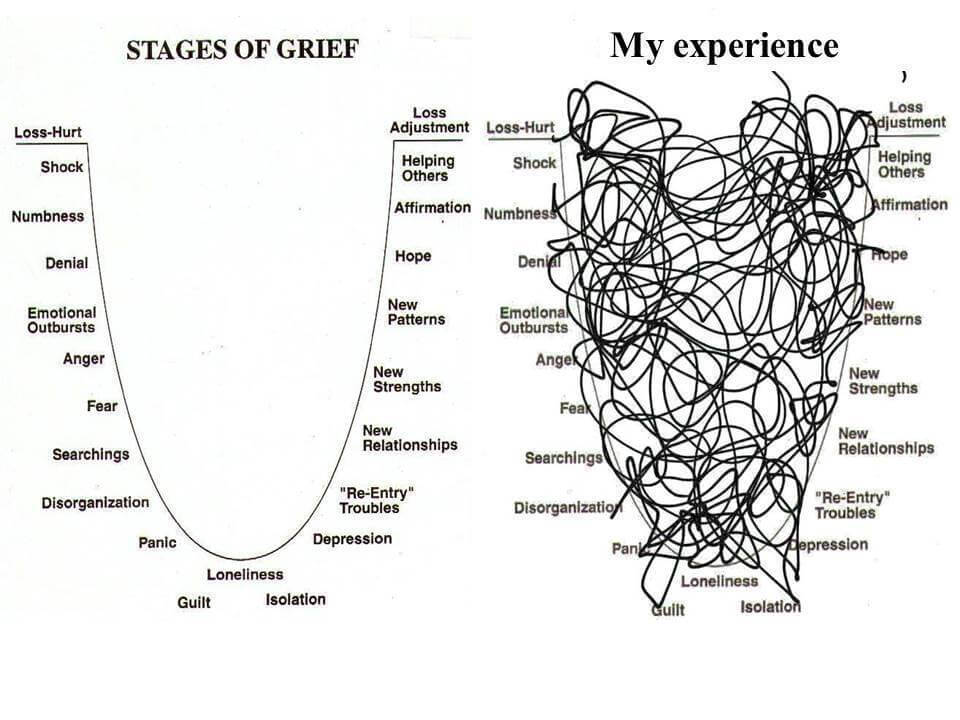 STAGES OF GRIEF
Loss-Hurt
Shock
Numbness
Denial
Emotional
Outbursts
Anger
Fear
Searchings
Disorganization
Panic
Loneliness
Guilt
Isolation
Depression
"Re-Entry"
Troubles
New
Relationships
New
Strengths
New
Patterns
Hope
Affirmation
Helping
Others
Loss
Adjustment
My experience
Loss-Hurt
Shock
Numbness
Denial
Emotional
Outbursts
Anger
Fear
Searchings
Disorganization
Panic
Loneliness
Guilt
Isolation
Depression
"Re-Entry"
Troubles
New
Relationships
New
Strengths
New
Patterns
Hope
Affirmation
Helping
Others
Loss
Adjustment